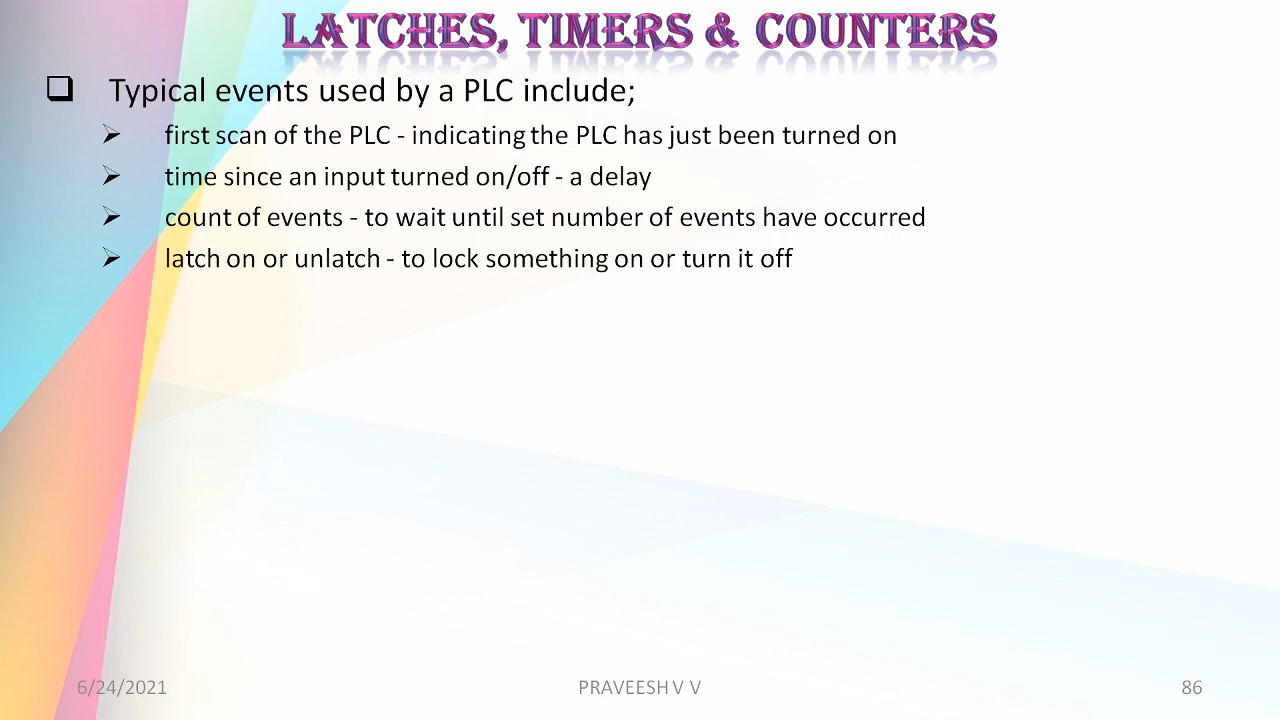 LATCHES, TIMERS & COUNTERS
Typical events used by a PLC include;
first scan of the PLC - indicating the PLC has just been turned on
time since an input turned on/off - a delay
count of events - to wait until set number of events have occurred
latch on or unlatch - to lock something on or turn it off
6/24/2021
PRAVEESH V V
86